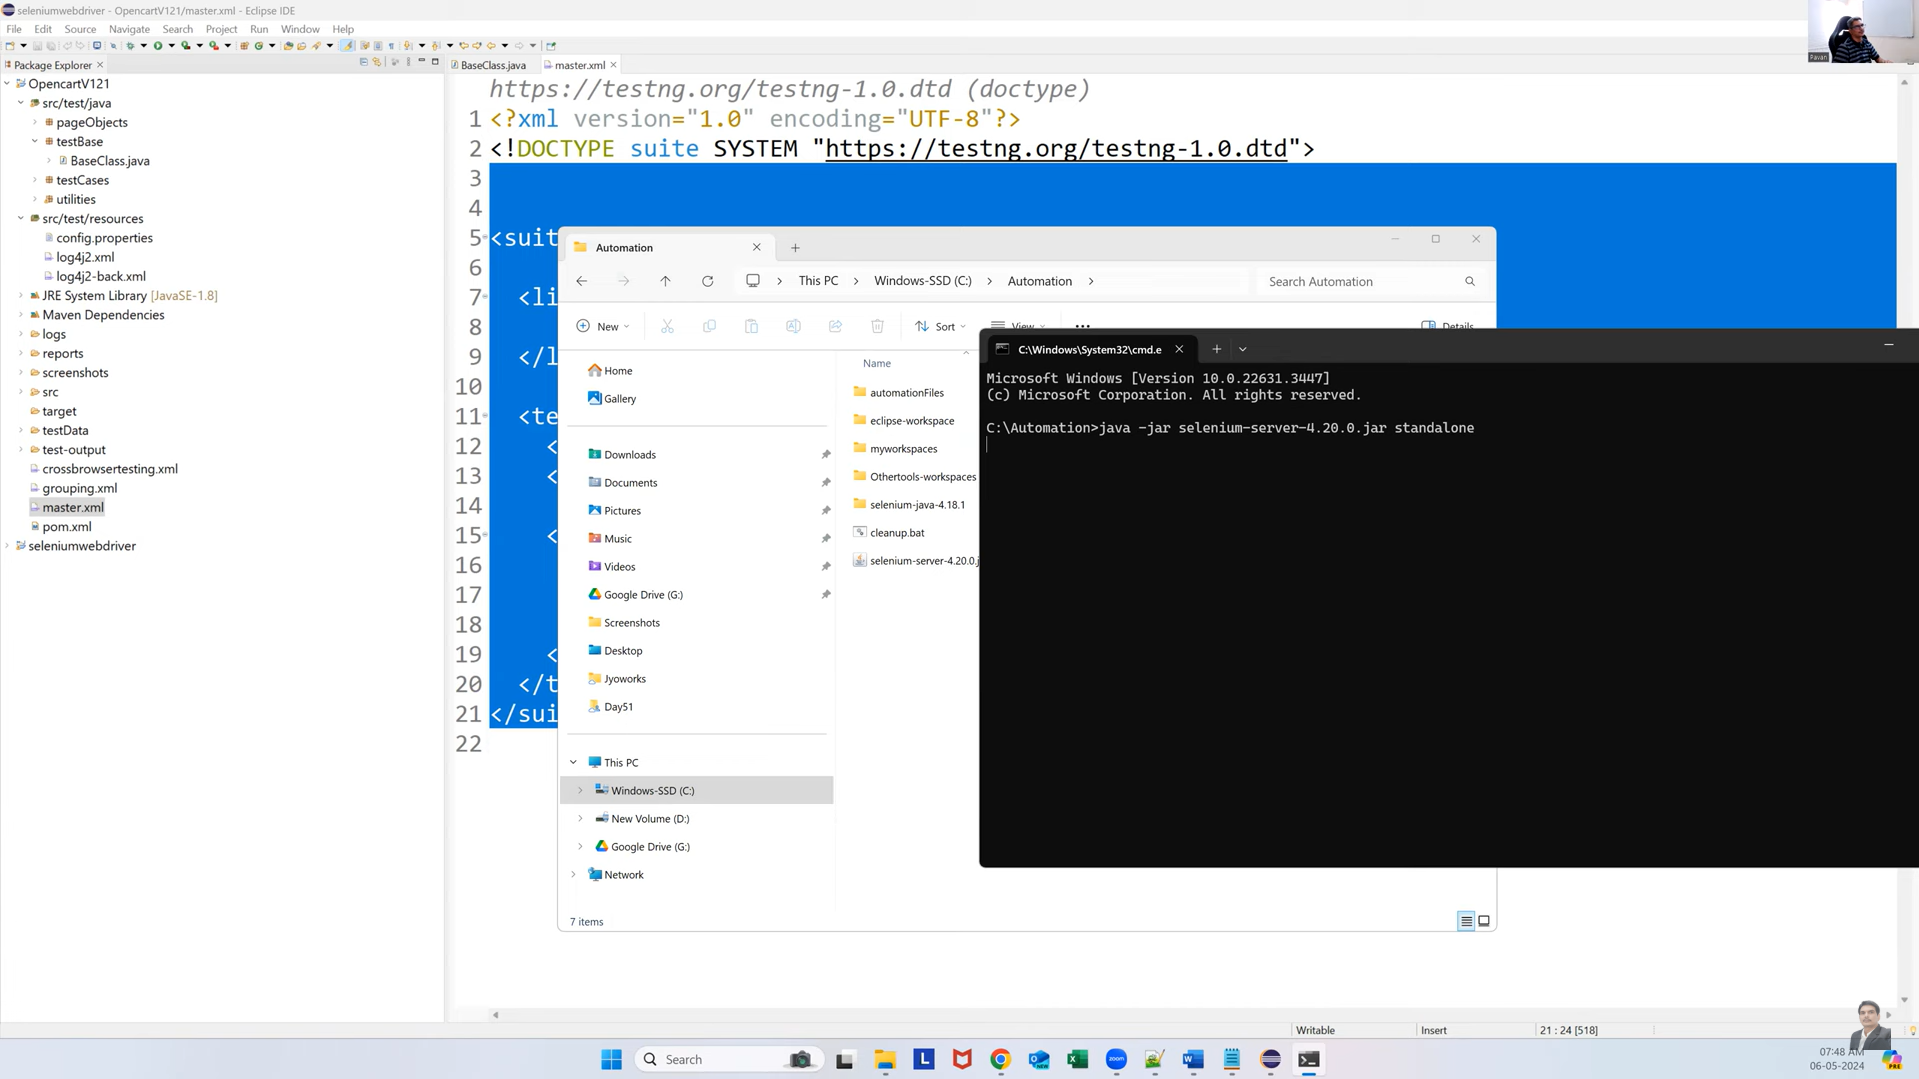 seleniumwebdriver - OpencartV121/master.xml - Eclipse IDE
File Edit Source Navigate Search Project Run Window Help
Package Explorer
OpencartV121
src/test/java
pageObjects
testBase
BaseClass.java
testCases
utilities
src/test/resources
config.properties
log4j2.xml
log4j2-back.xml
JRE System Library [JavaSE-1.8]
Maven Dependencies
logs
reports
screenshots
src
target
testData
test-output
crossbrowsertesting.xml
grouping.xml
master.xml
pom.xml
seleniumwebdriver
BaseClass.java master.xml
https://testng.org/testng-1.0.dtd (doctype)
1 <?xml version="1.0" encoding="UTF-8"?>
2 <!DOCTYPE suite SYSTEM "https://testng.org/testng-1.0.dtd">
3
4
5 <suit
6
7 <li
8
9 </l
10
11 <te
12 <
13 <
14
15 <
16
17
18
19 <
20 </t
21 </sui
22
Automation
This PC Windows-SSD (C:) Automation
Search Automation
New Sort View Details
Home
Gallery
Downloads
Documents
Pictures
Music
Videos
Google Drive (G:)
Screenshots
Desktop
Jyoworks
Day51
This PC
Windows-SSD (C:)
New Volume (D:)
Google Drive (G:)
Network
Name
automationFiles
eclipse-workspace
myworkspaces
Othertools-workspaces
selenium-java-4.18.1
cleanup.bat
selenium-server-4.20.0.j
7 items
C:\Windows\System32\cmd.e
Microsoft Windows [Version 10.0.22631.3447]
(c) Microsoft Corporation. All rights reserved.
C:\Automation>java -jar selenium-server-4.20.0.jar standalone
Pavan
Writable Insert 21 : 24 [518]
Search
zoom
07:48 AM
06-05-2024
PRE